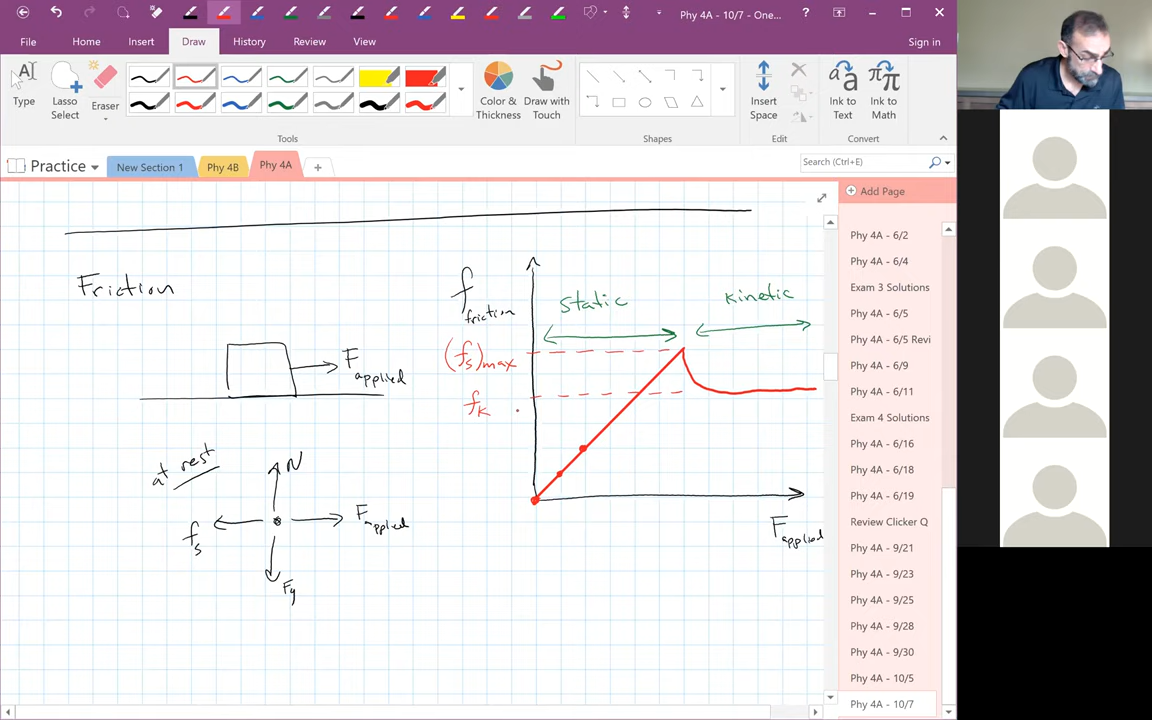 Phy 4A - 10/7 - One...
File Home Insert Draw History Review View
Sign in
Type
Lasso Select
Eraser
Color & Thickness
Draw with Touch
Insert Space
Ink to Text
Ink to Math
Tools
Shapes
Edit
Convert
Practice
New Section 1
Phy 4B
Phy 4A
Search (Ctrl+E)
Add Page
Phy 4A - 6/2
Phy 4A - 6/4
Exam 3 Solutions
Phy 4A - 6/5
Phy 4A - 6/5 Revi
Phy 4A - 6/9
Phy 4A - 6/11
Exam 4 Solutions
Phy 4A - 6/16
Phy 4A - 6/18
Phy 4A - 6/19
Review Clicker Q
Phy 4A - 9/21
Phy 4A - 9/23
Phy 4A - 9/25
Phy 4A - 9/28
Phy 4A - 9/30
Phy 4A - 10/5
Phy 4A - 10/7
Friction
F applied
at rest
N
fs
F applied
Fg
f friction
static
kinetic
(fs)max
fk
F applied